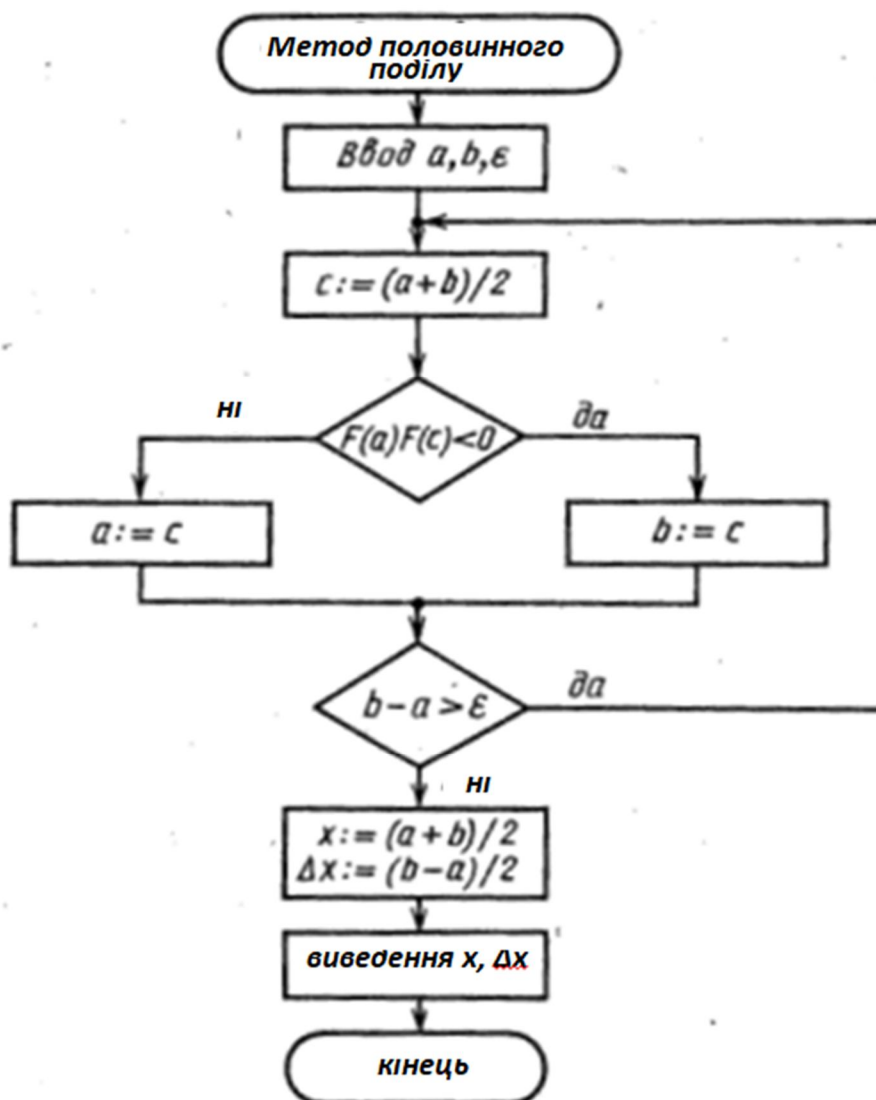 Метод половинного
поділу
Ввод a,b,ε
c:=(a+b)/2
ні
F(a)F(c)<0
да
a:=c
b:=c
b-a>ε
да
ні
x:=(a+b)/2
Δx:=(b-a)/2
виведення x, Δx
кінець